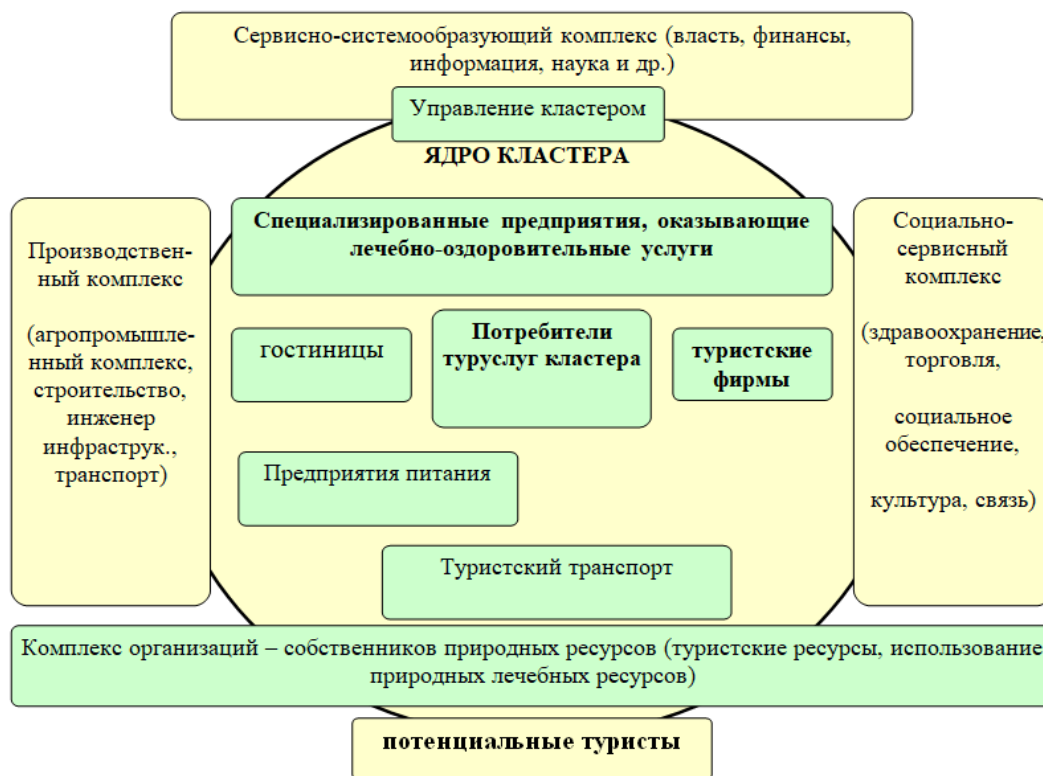 Сервисно-системообразующий комплекс (власть, финансы,
информация, наука и др.)
Управление кластером
ЯДРО КЛАСТЕРА
Производствен-
ный комплекс
(агропромышле-
нный комплекс,
строительство,
инженер
инфраструк.,
транспорт)
Специализированные предприятия, оказывающие
лечебно-оздоровительные услуги
гостиницы
Потребители
туруслуг кластера
туристские
фирмы
Предприятия питания
Туристский транспорт
Социально-
сервисный
комплекс
(здравоохранение,
торговля,
социальное
обеспечение,
культура, связь)
Комплекс организаций – собственников природных ресурсов (туристские ресурсы, использование
природных лечебных ресурсов)
потенциальные туристы